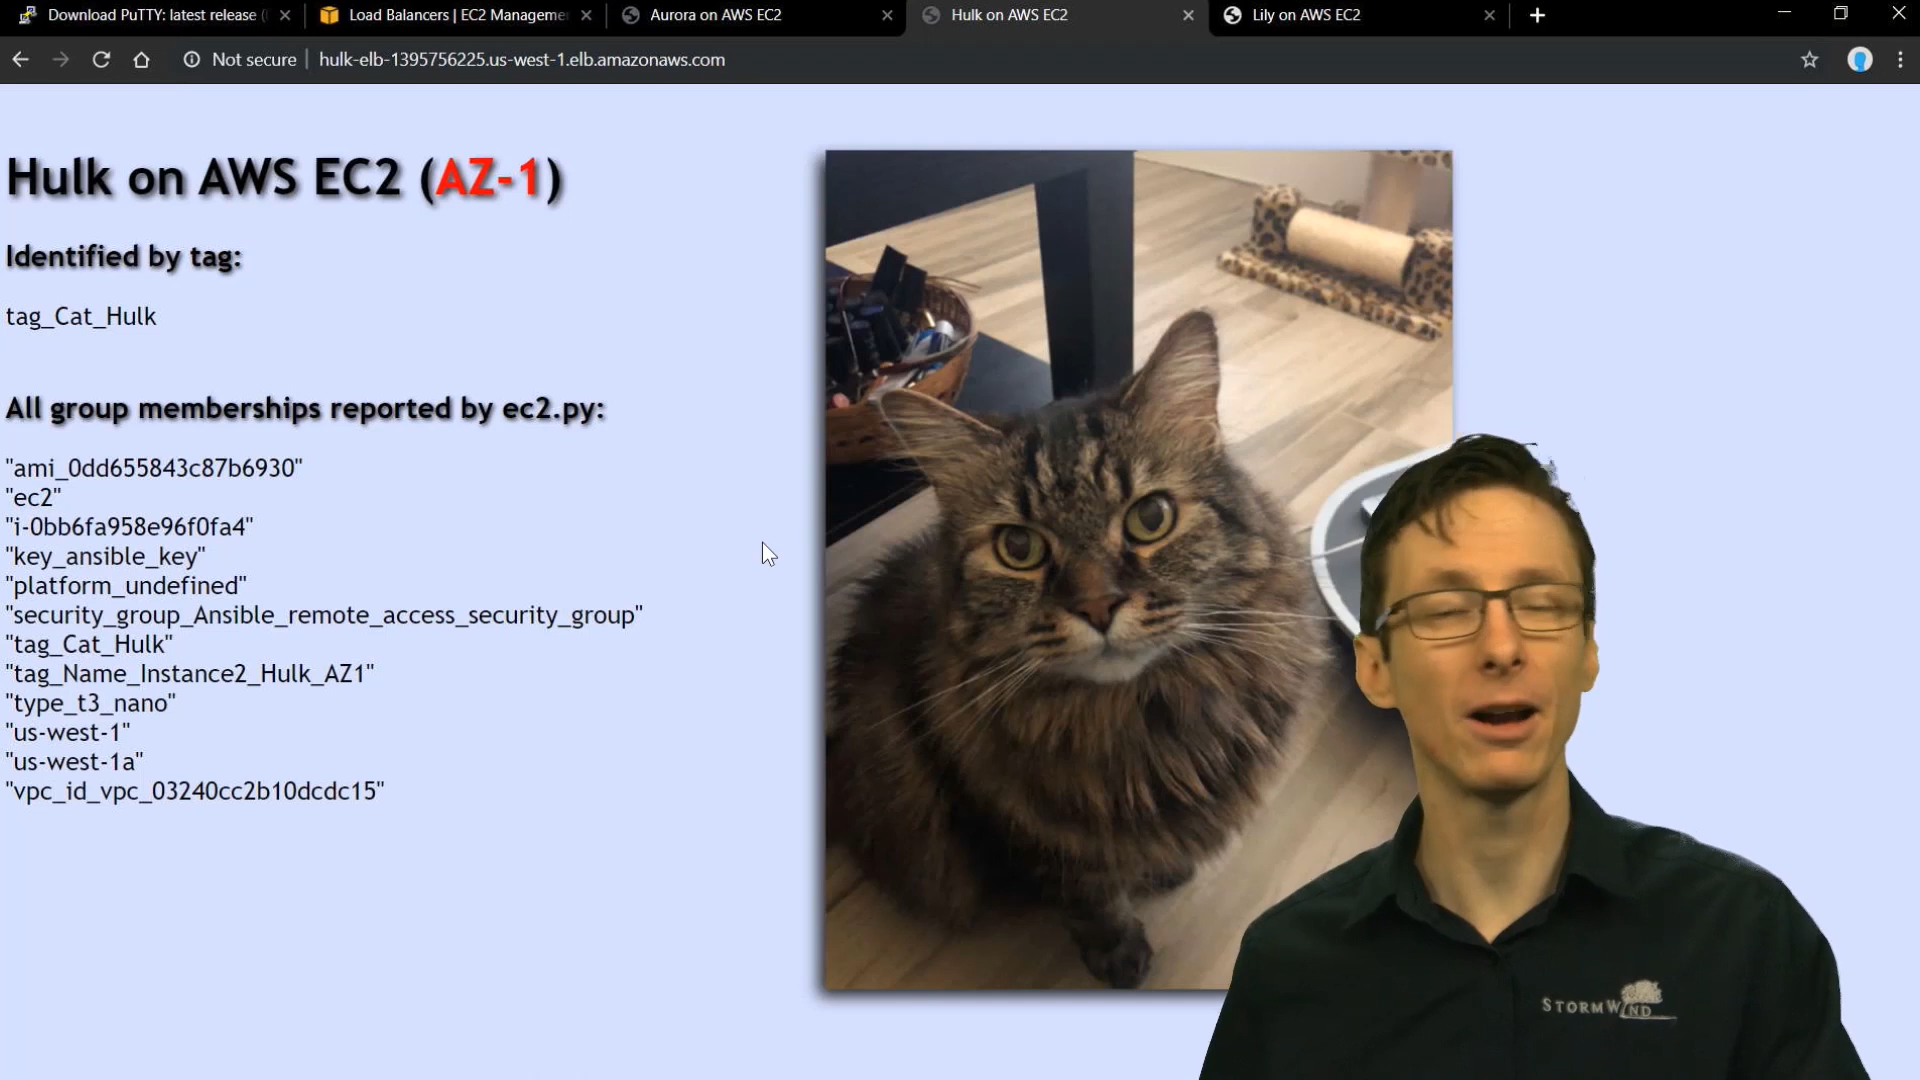 Download PuTTY: latest release (
Load Balancers | EC2 Manageme
Aurora on AWS EC2
Hulk on AWS EC2
Lily on AWS EC2
Not secure
hulk-elb-1395756225.us-west-1.elb.amazonaws.com
Hulk on AWS EC2 (AZ-1)
Identified by tag:
tag_Cat_Hulk
All group memberships reported by ec2.py:
"ami_0dd655843c87b6930"
"ec2"
"i-0bb6fa958e96f0fa4"
"key_ansible_key"
"platform_undefined"
"security_group_Ansible_remote_access_security_group"
"tag_Cat_Hulk"
"tag_Name_Instance2_Hulk_AZ1"
"type_t3_nano"
"us-west-1"
"us-west-1a"
"vpc_id_vpc_03240cc2b10dcdc15"
STORMWIND